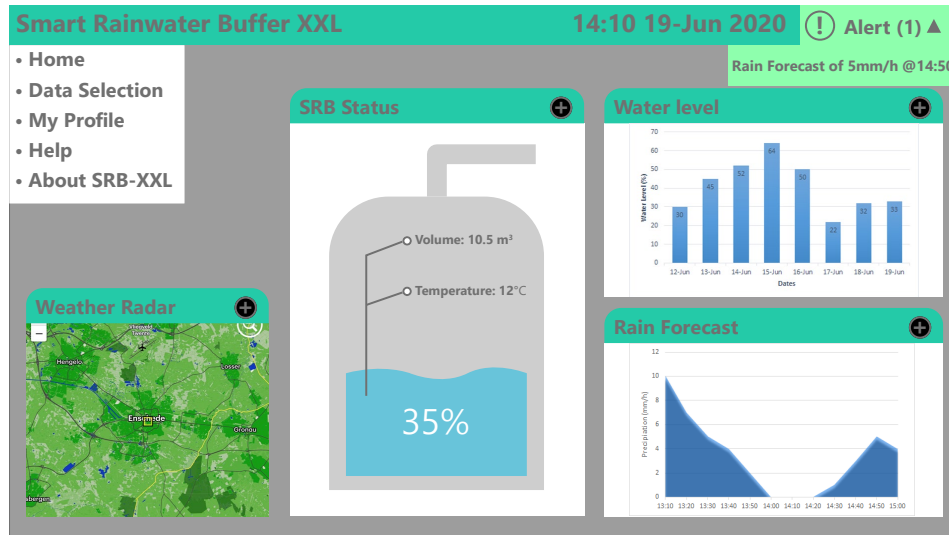 Smart Rainwater Buffer XXL
14:10 19-Jun 2020
! Alert (1) ▲
Rain Forecast of 5mm/h @14:50
• Home
• Data Selection
• My Profile
• Help
• About SRB-XXL
SRB Status
Volume: 10.5 m³
Temperature: 12°C
35%
Water level
70
60
50
40
30
20
10
0
Water level (%)
30
45
52
64
50
22
32
33
12-Jun 13-Jun 14-Jun 15-Jun 16-Jun 17-Jun 18-Jun 19-Jun
Dates
Weather Radar
−
Hengelo
Losser
Enschede
Gronau
sbergen
Rain Forecast
12
10
8
6
4
2
0
Precipiation (mm/h)
13:10 13:20 13:30 13:40 13:50 14:00 14:10 14:20 14:30 14:40 14:50 15:00